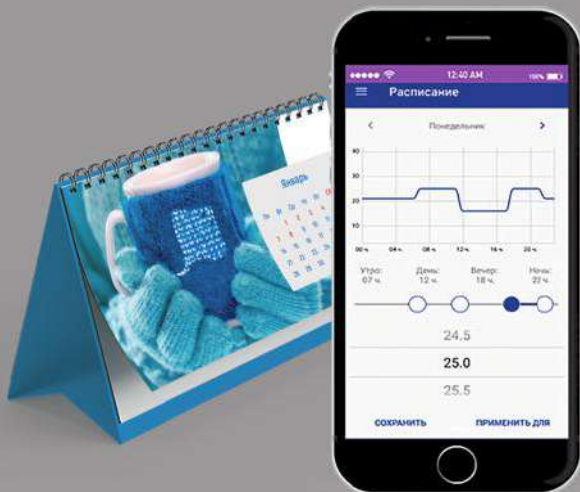 Январь
12:40 AM 100%
Расписание
Понедельник
40
30
20
10
00 ч. 04 ч. 08 ч. 12 ч. 16 ч. 20 ч.
Утро: День: Вечер: Ночь:
07 ч. 12 ч. 18 ч. 22 ч.
24.5
25.0
25.5
СОХРАНИТЬ ПРИМЕНИТЬ ДЛЯ